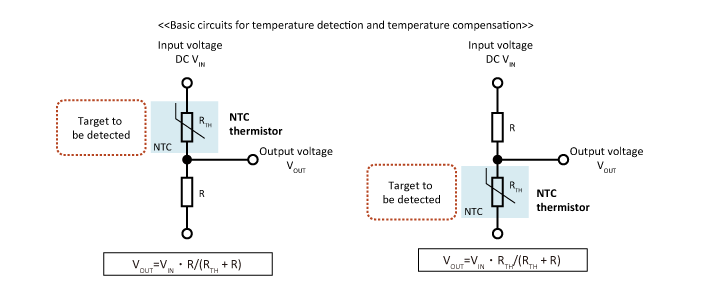 <<Basic circuits for temperature detection and temperature compensation>>
Input voltage
DC VIN
Target to
be detected
RTH
NTC
NTC
thermistor
Output voltage
VOUT
R
VOUT=VIN・R/(RTH + R)
Input voltage
DC VIN
R
Output voltage
VOUT
Target to
be detected
RTH
NTC
NTC
thermistor
VOUT=VIN・RTH/(RTH + R)